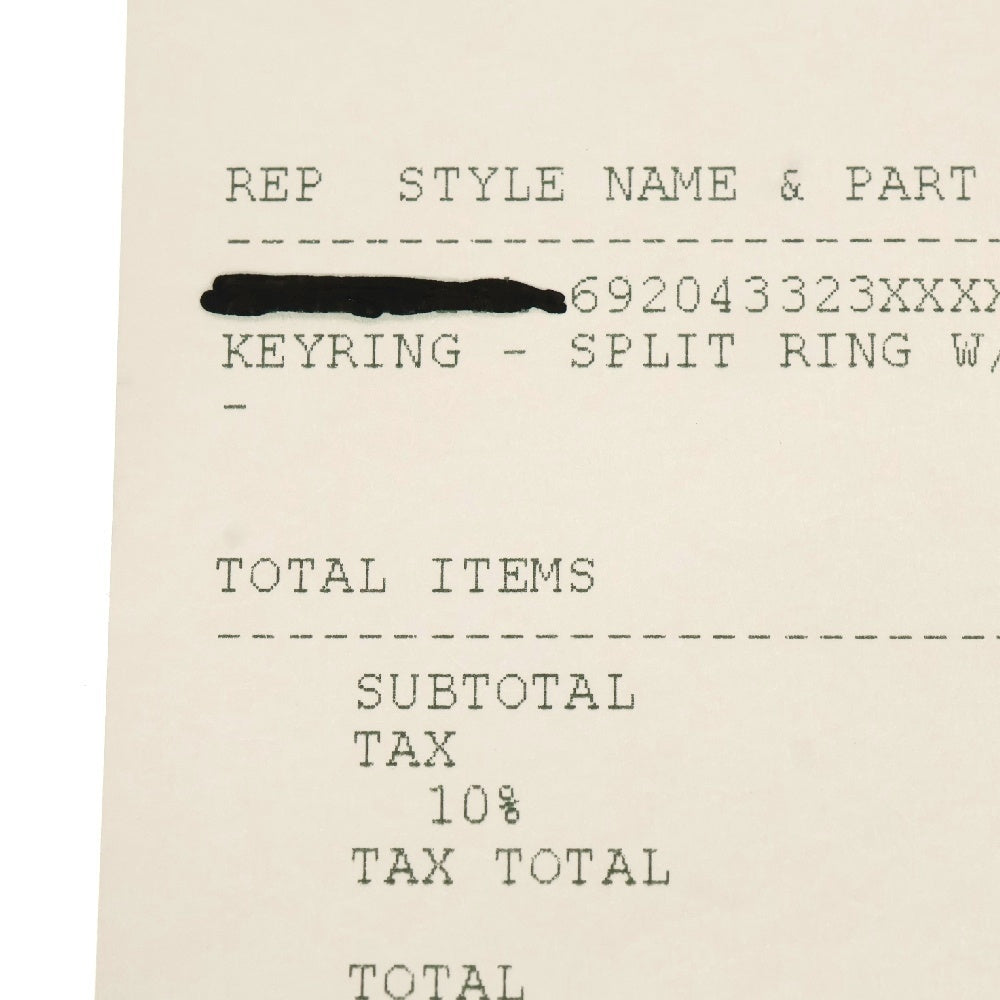 REP STYLE NAME & PART
--------------------------------
692043323XXXX
KEYRING - SPLIT RING W/
-
TOTAL ITEMS
--------------------------------
SUBTOTAL
TAX
10%
TAX TOTAL
TOTAL